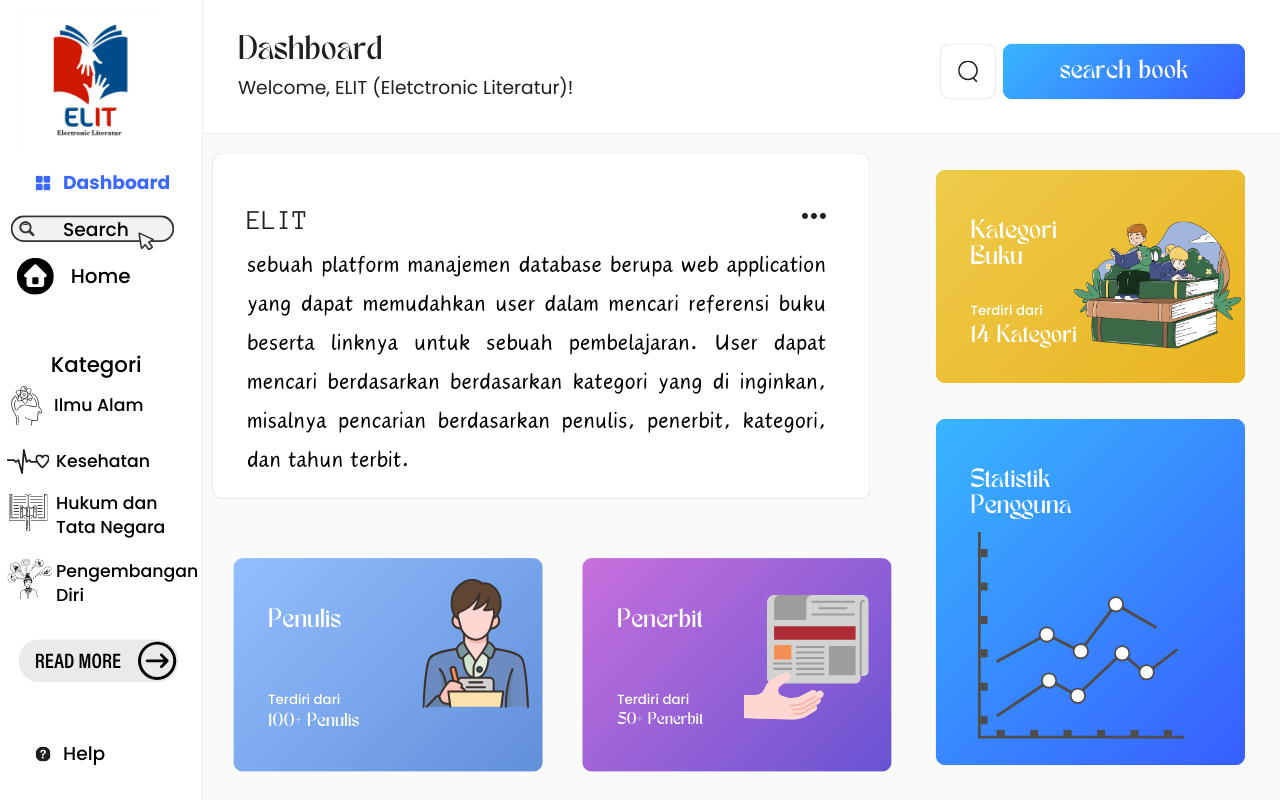 ELIT
Electronic Literatur
Dashboard
Search
Home
Kategori
Ilmu Alam
Kesehatan
Hukum dan
Tata Negara
Pengembangan
Diri
READ MORE
Help
Dashboard
Welcome, ELIT (Eletctronic Literatur)!
search book
ELIT
sebuah platform manajemen database berupa web application
yang dapat memudahkan user dalam mencari referensi buku
beserta linknya untuk sebuah pembelajaran. User dapat
mencari berdasarkan berdasarkan kategori yang di inginkan,
misalnya pencarian berdasarkan penulis, penerbit, kategori,
dan tahun terbit.
Kategori
Buku
Terdiri dari
14 Kategori
Statistik
Pengguna
Penulis
Terdiri dari
100+ Penulis
Penerbit
Terdiri dari
50+ Penerbit